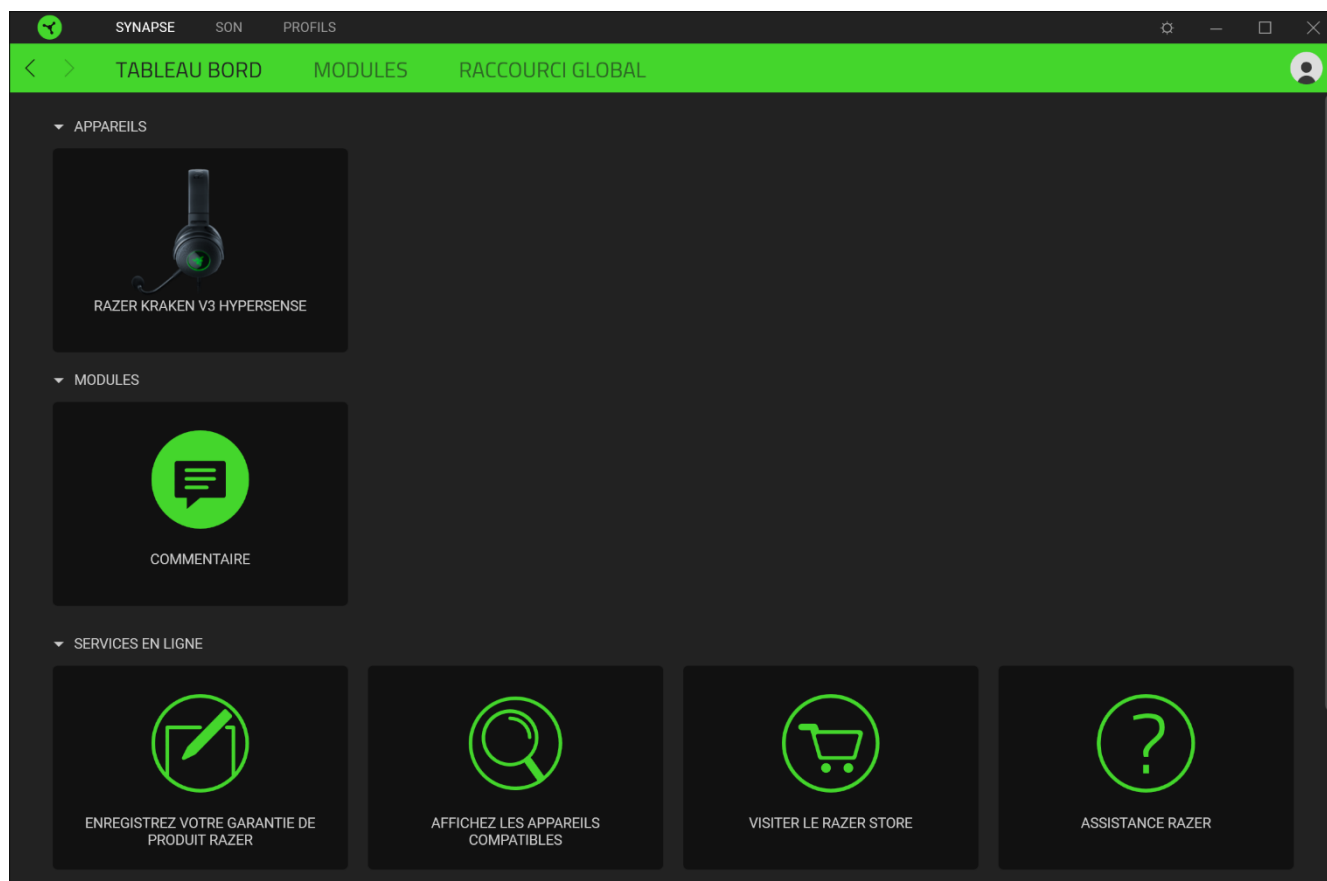 SYNAPSE SON PROFILS
TABLEAU BORD MODULES RACCOURCI GLOBAL
APPAREILS
RAZER KRAKEN V3 HYPERSENSE
MODULES
COMMENTAIRE
SERVICES EN LIGNE
ENREGISTREZ VOTRE GARANTIE DE
PRODUIT RAZER
AFFICHEZ LES APPAREILS
COMPATIBLES
VISITER LE RAZER STORE
ASSISTANCE RAZER